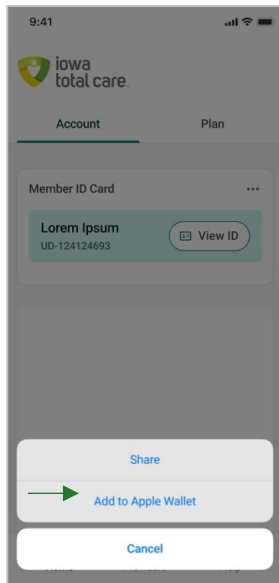 9:41
iowa
total care.
Account Plan
Member ID Card
Lorem Ipsum
UD-124124693
View ID
Share
Add to Apple Wallet
Cancel